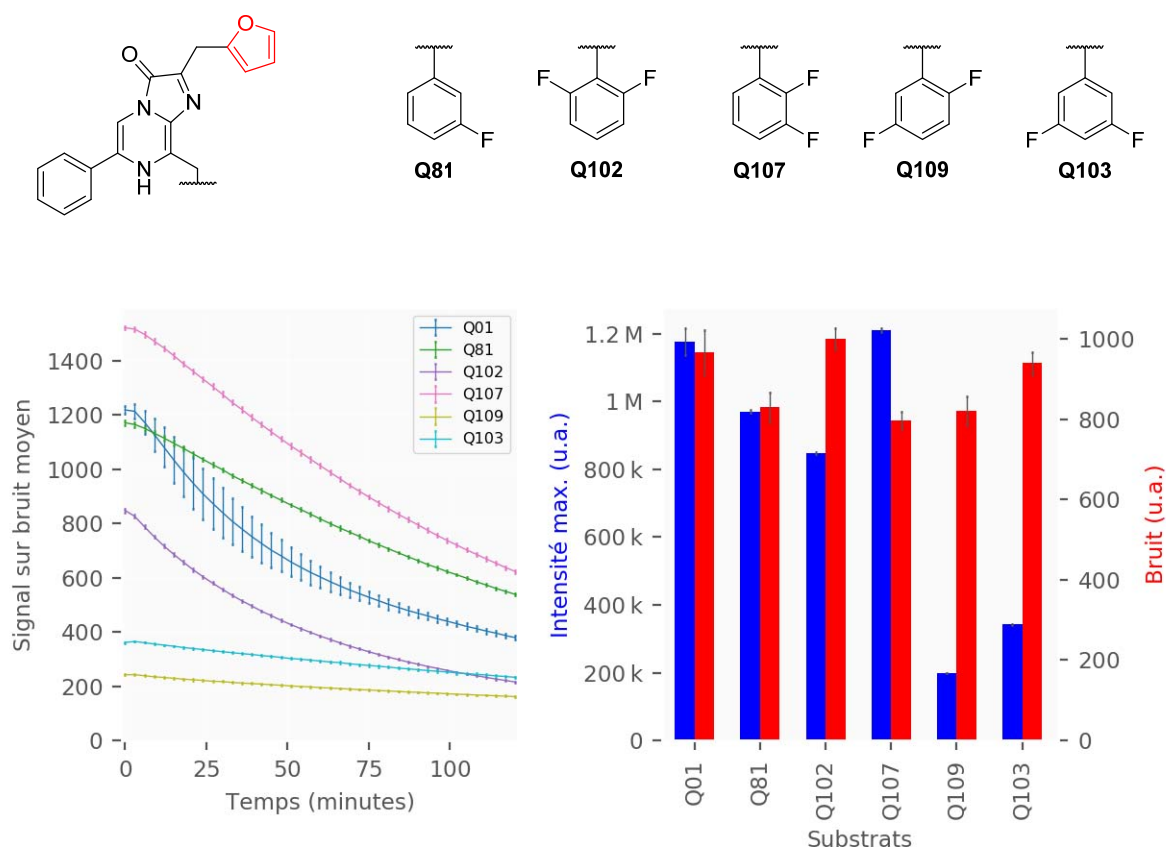 O
O
N
N
N
H
F
Q81
F
F
Q102
F
F
Q107
F
F
Q109
F
F
Q103
Signal sur bruit moyen
1400
1200
1000
800
600
400
200
0
0 25 50 75 100
Temps (minutes)
Q01
Q81
Q102
Q107
Q109
Q103
Intensité max. (u.a.)
1.2 M
1 M
800 k
600 k
400 k
200 k
0
1000
800
600
400
200
0
Bruit (u.a.)
Q01 Q81 Q102 Q107 Q109 Q103
Substrats